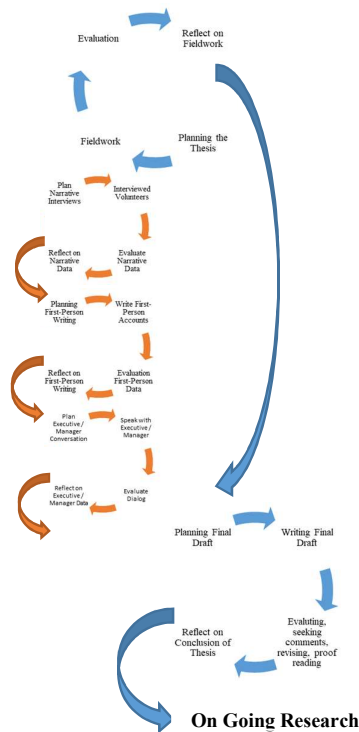 Evaluation
Reflect on
Fieldwork
Fieldwork
Planning the
Thesis
Plan
Narrative
Interviews
Interviewed
Volunteers
Reflect on
Narrative
Data
Evaluate
Narrative
Data
Planning
First-Person
Writing
Write First-
Person
Accounts
Reflect on
First-Person
Writing
Evaluation
First-Person
Data
Plan
Executive /
Manager
Conversation
Speak with
Executive /
Manager
Reflect on
Executive /
Manager Data
Evaluate
Dialog
Planning Final
Draft
Writing Final
Draft
Reflect on
Conclusion of
Thesis
Evaluting,
seeking
comments,
revising, proof
reading
On Going Research